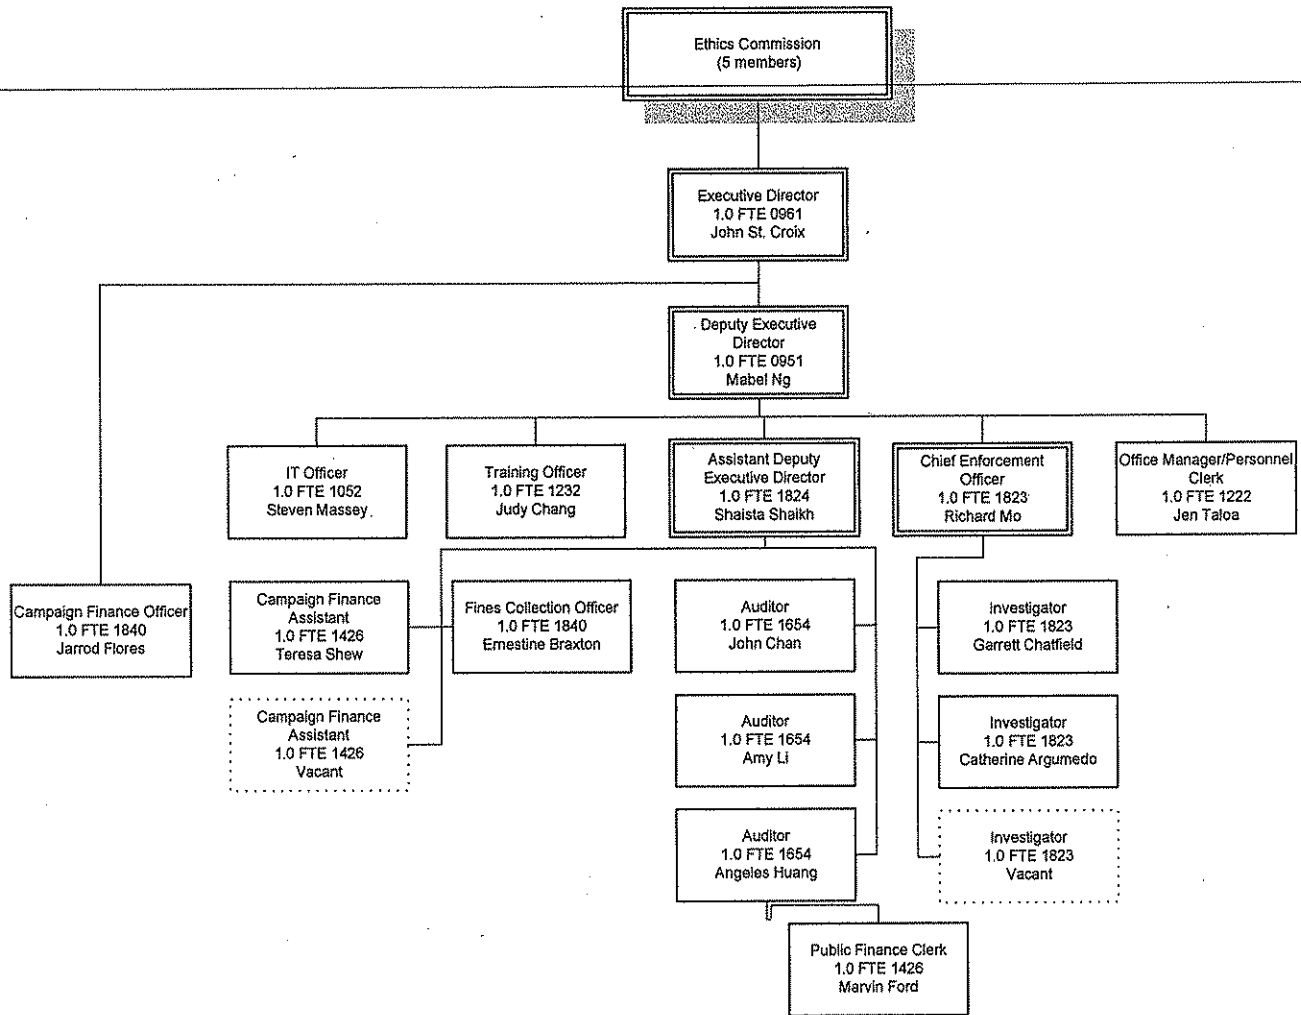 Ethics Commission
(5 members)
Executive Director
1.0 FTE 0961
John St. Croix
Deputy Executive
Director
1.0 FTE 0951
Mabel Ng
IT Officer
1.0 FTE 1052
Steven Massey
Training Officer
1.0 FTE 1232
Judy Chang
Assistant Deputy
Executive Director
1.0 FTE 1824
Shaista Shaikh
Chief Enforcement
Officer
1.0 FTE 1823
Richard Mo
Office Manager/Personnel
Clerk
1.0 FTE 1222
Jen Taloa
Campaign Finance Officer
1.0 FTE 1840
Jarrod Flores
Campaign Finance
Assistant
1.0 FTE 1426
Teresa Shew
Fines Collection Officer
1.0 FTE 1840
Ernestine Braxton
Auditor
1.0 FTE 1654
John Chan
Investigator
1.0 FTE 1823
Garrett Chatfield
Campaign Finance
Assistant
1.0 FTE 1426
Vacant
Auditor
1.0 FTE 1654
Amy Li
Investigator
1.0 FTE 1823
Catherine Argumedo
Auditor
1.0 FTE 1654
Angeles Huang
Investigator
1.0 FTE 1823
Vacant
Public Finance Clerk
1.0 FTE 1426
Marvin Ford